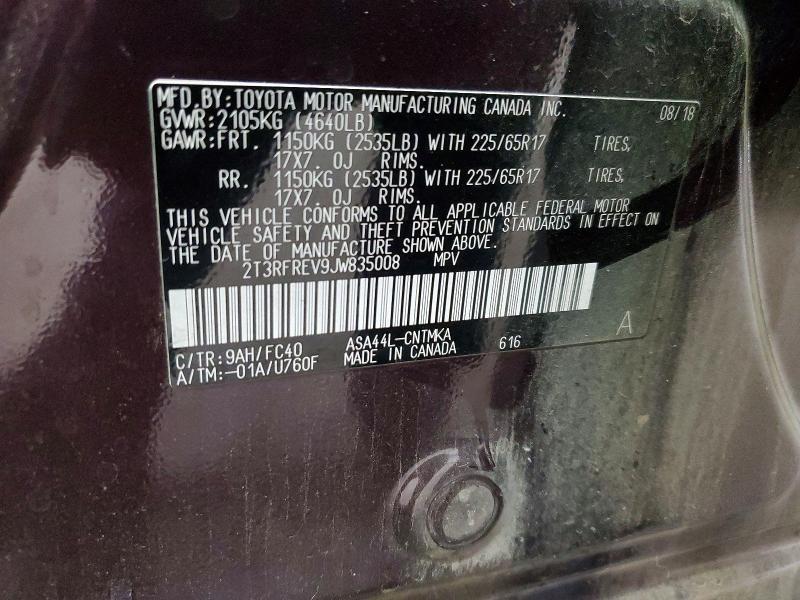 MFD.BY:TOYOTA MOTOR MANUFACTURING CANADA INC. 08/18
GVWR:2105KG (4640LB)
GAWR:FRT. 1150KG (2535LB) WITH 225/65R17 TIRES,
17X7.0J RIMS.
RR. 1150KG (2535LB) WITH 225/65R17 TIRES,
17X7.0J RIMS.
THIS VEHICLE CONFORMS TO ALL APPLICABLE FEDERAL MOTOR
VEHICLE SAFETY AND THEFT PREVENTION STANDARDS IN EFFECT ON
THE DATE OF MANUFACTURE SHOWN ABOVE.
2T3RFREV9JW835008 MPV
A
C/TR:9AH/FC40 ASA44L-CNTMKA 616
A/TM:-01A/U760F MADE IN CANADA